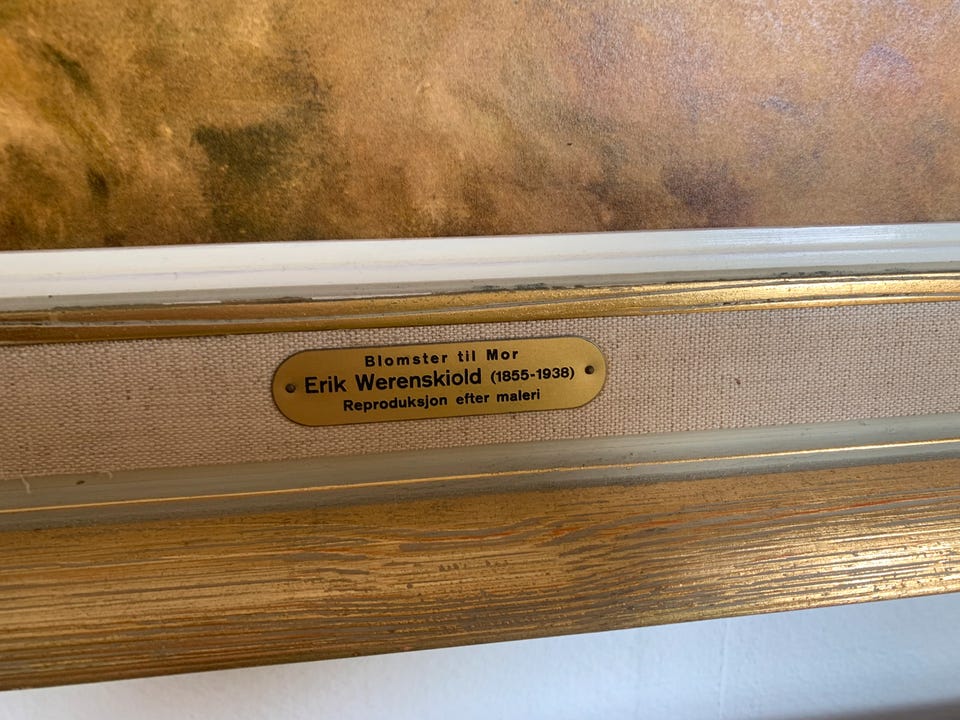 Blomster til Mor
Erik Werenskiold (1855-1938)
Reproduksjon efter maleri